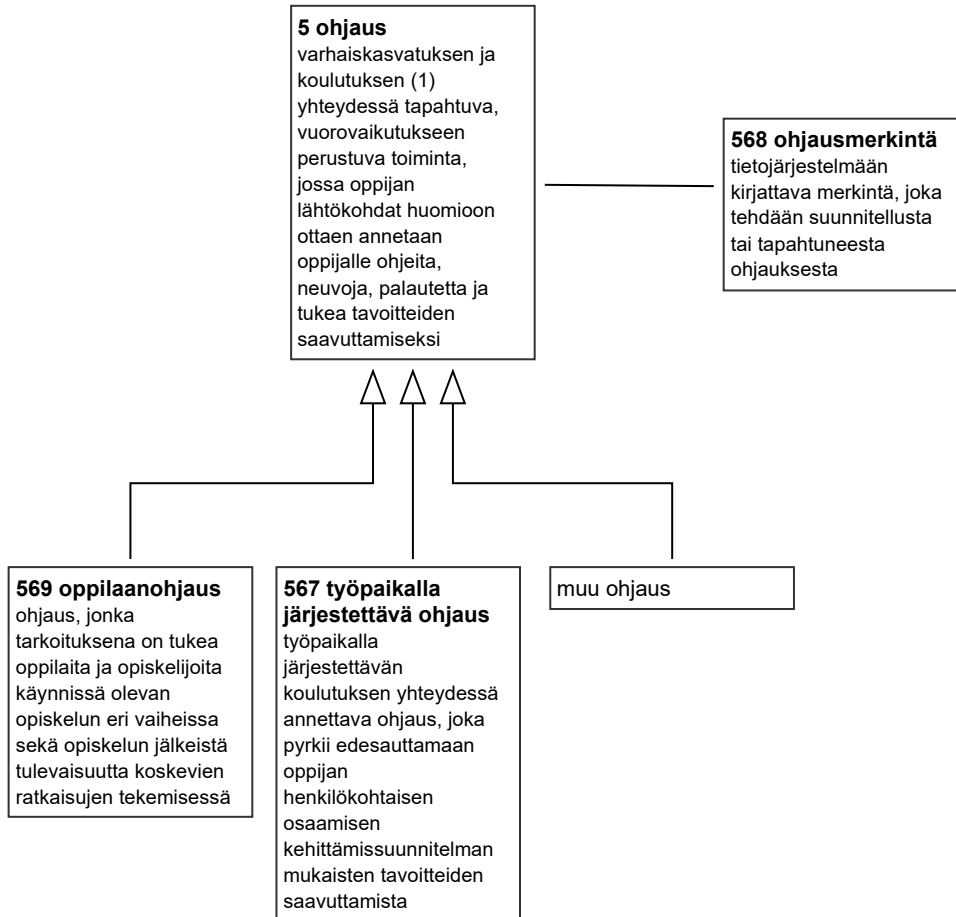 5 ohjaus
varhaiskasvatuksen ja
koulutuksen (1)
yhteydessä tapahtuva,
vuorovaikutukseen
perustuva toiminta,
jossa oppijan
lähtökohdat huomioon
ottaen annetaan
oppijalle ohjeita,
neuvoja, palautetta ja
tukea tavoitteiden
saavuttamiseksi
568 ohjausmerkintä
tietojärjestelmään
kirjattava merkintä, joka
tehdään suunnitellusta
tai tapahtuneesta
ohjauksesta
569 oppilaanohjaus
ohjaus, jonka
tarkoituksena on tukea
oppilaita ja opiskelijoita
käynnissä olevan
opiskelun eri vaiheissa
sekä opiskelun jälkeistä
tulevaisuutta koskevien
ratkaisujen tekemisessä
567 työpaikalla
järjestettävä ohjaus
työpaikalla
järjestettävän
koulutuksen yhteydessä
annettava ohjaus, joka
pyrkii edesauttamaan
oppijan
henkilökohtaisen
osaamisen
kehittämissuunnitelman
mukaisten tavoitteiden
saavuttamista
muu ohjaus